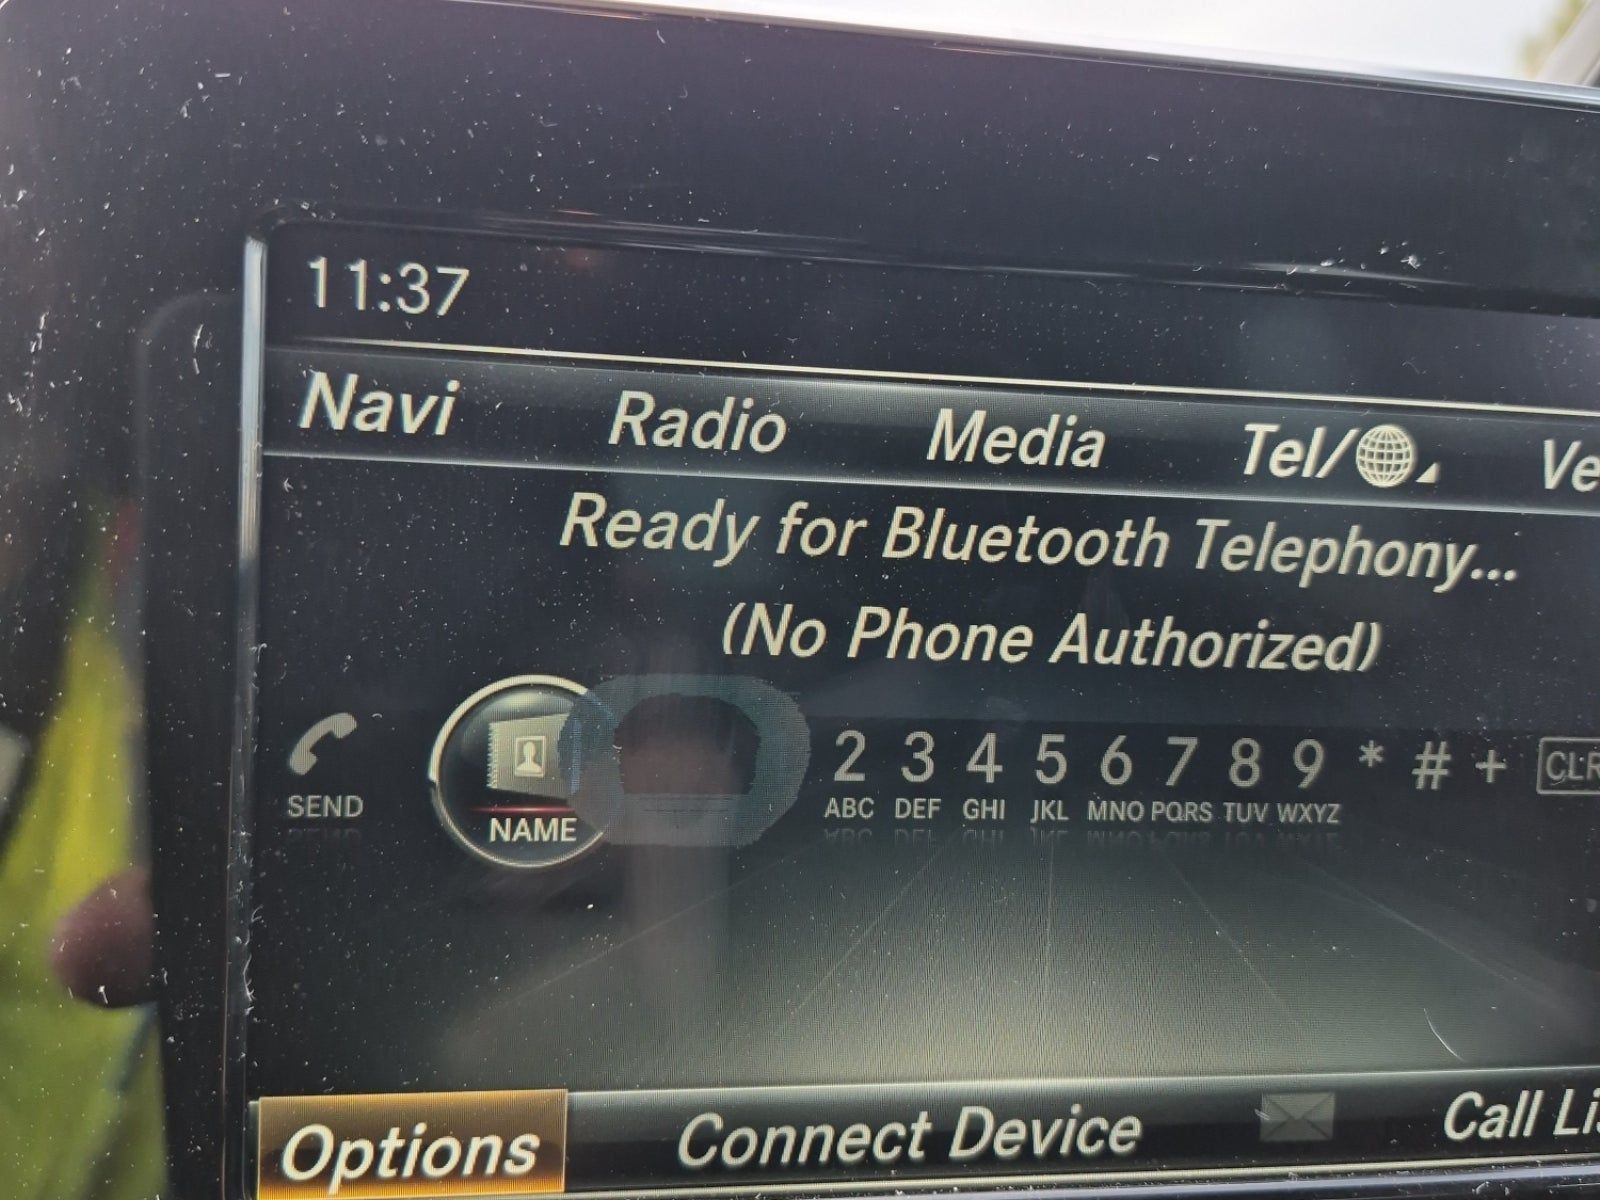 11:37
Navi Radio Media Tel/
Ready for Bluetooth Telephony...
(No Phone Authorized)
2 3 4 5 6 7 8 9 * # +
SEND NAME ABC DEF GHI JKL MNO PQRS TUV WXYZ
Options Connect Device Call